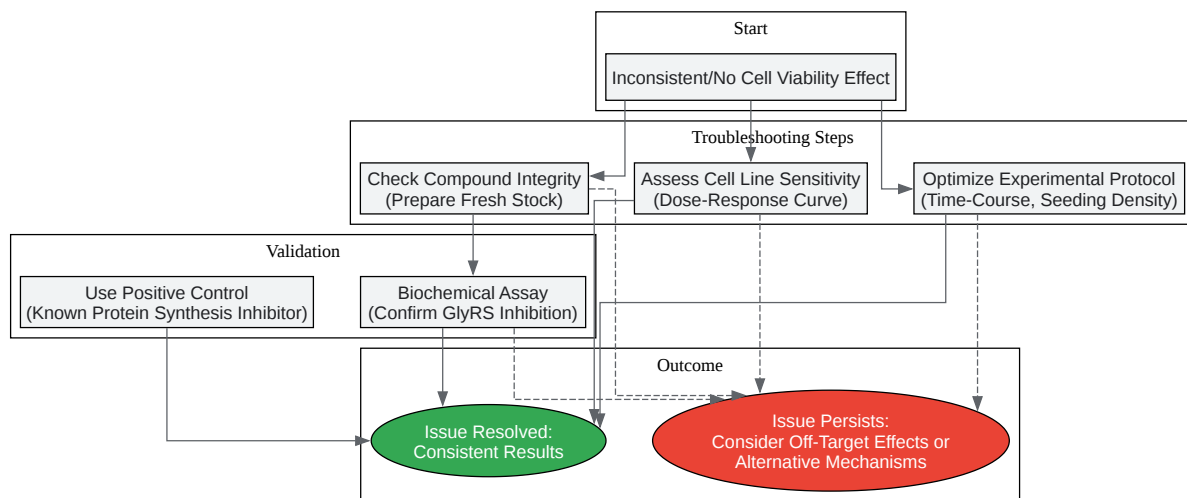 Start
Inconsistent/No Cell Viability Effect
Troubleshooting Steps
Check Compound Integrity
(Prepare Fresh Stock)
Assess Cell Line Sensitivity
(Dose-Response Curve)
Optimize Experimental Protocol
(Time-Course, Seeding Density)
Validation
Use Positive Control
(Known Protein Synthesis Inhibitor)
Biochemical Assay
(Confirm GlyRS Inhibition)
Outcome
Issue Resolved:
Consistent Results
Issue Persists:
Consider Off-Target Effects or
Alternative Mechanisms